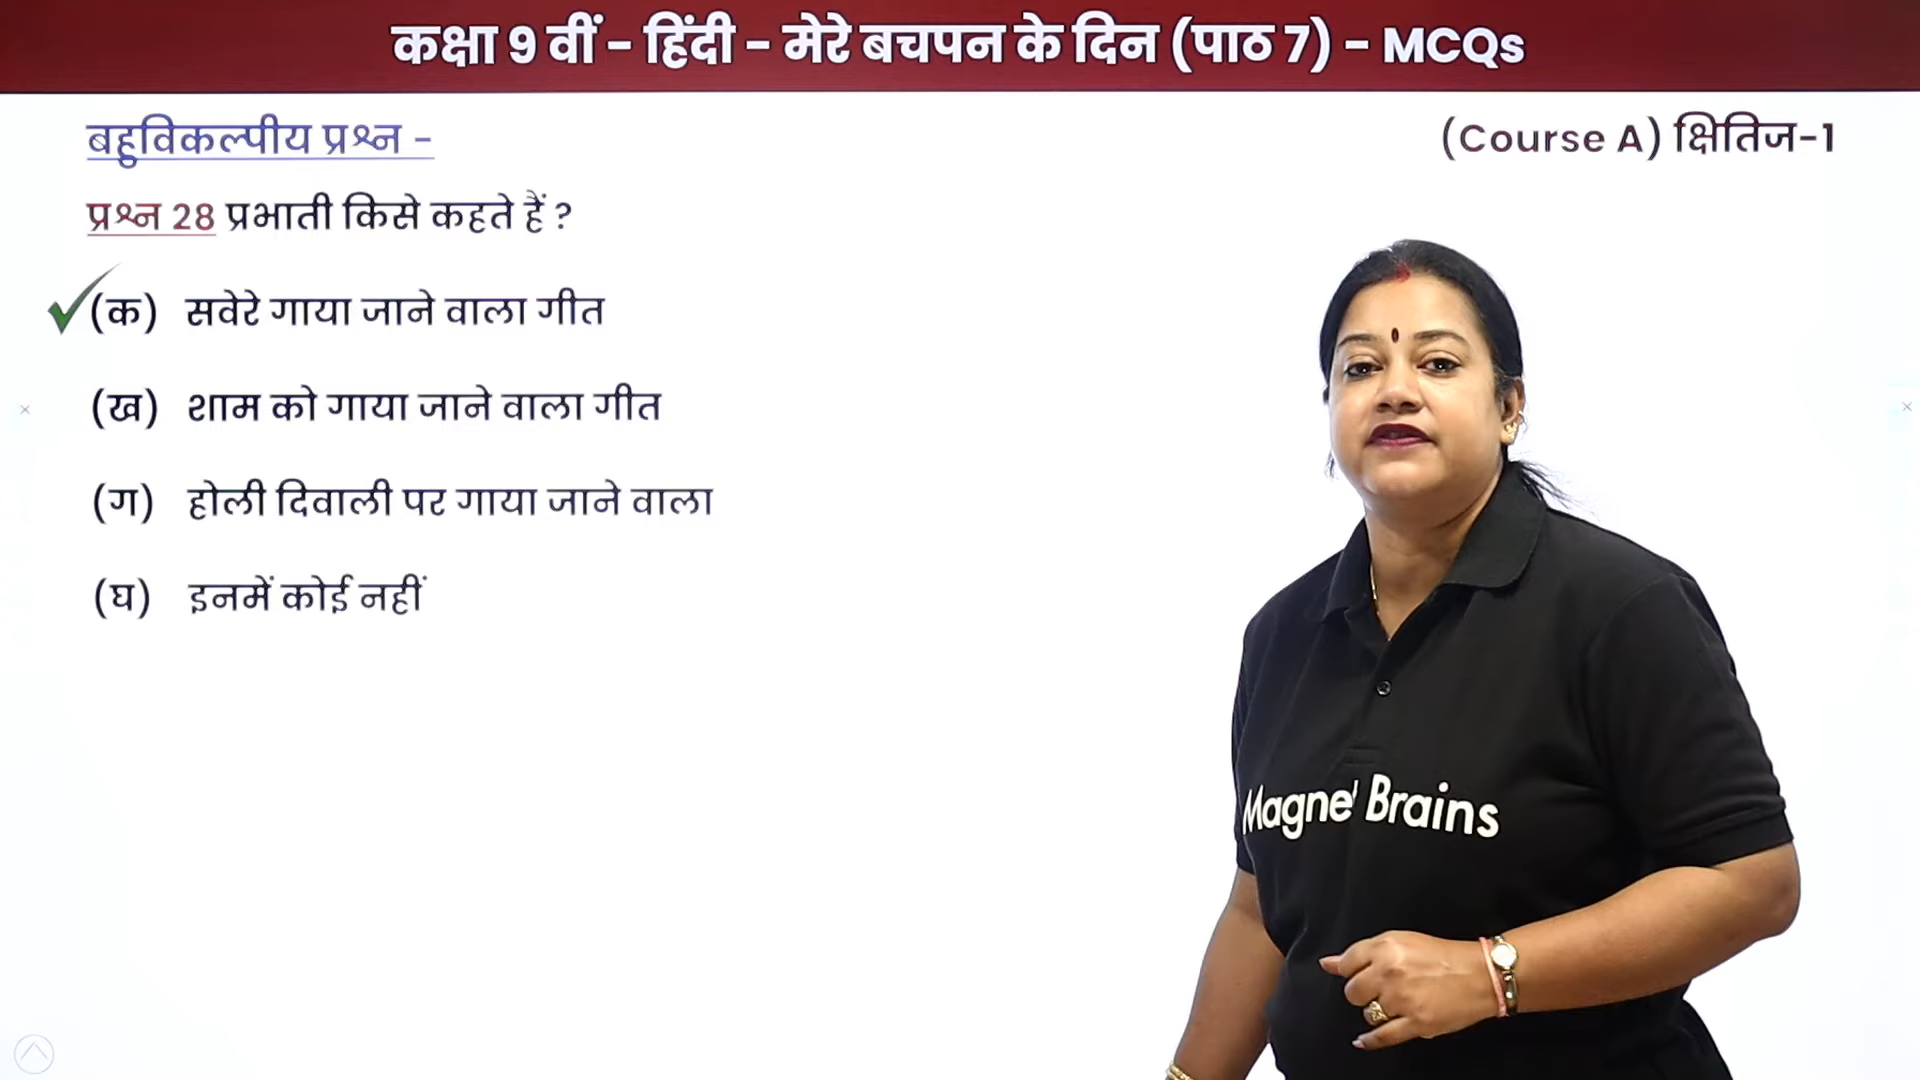 कक्षा 9 वीं - हिंदी - मेरे बचपन के दिन (पाठ 7) - MCQs
बहुविकल्पीय प्रश्न -
(Course A) क्षितिज-1
प्रश्न 28 प्रभाती किसे कहते हैं ?
(क) सवेरे गाया जाने वाला गीत
(ख) शाम को गाया जाने वाला गीत
(ग) होली दिवाली पर गाया जाने वाला
(घ) इनमें कोई नहीं
Magnet Brains